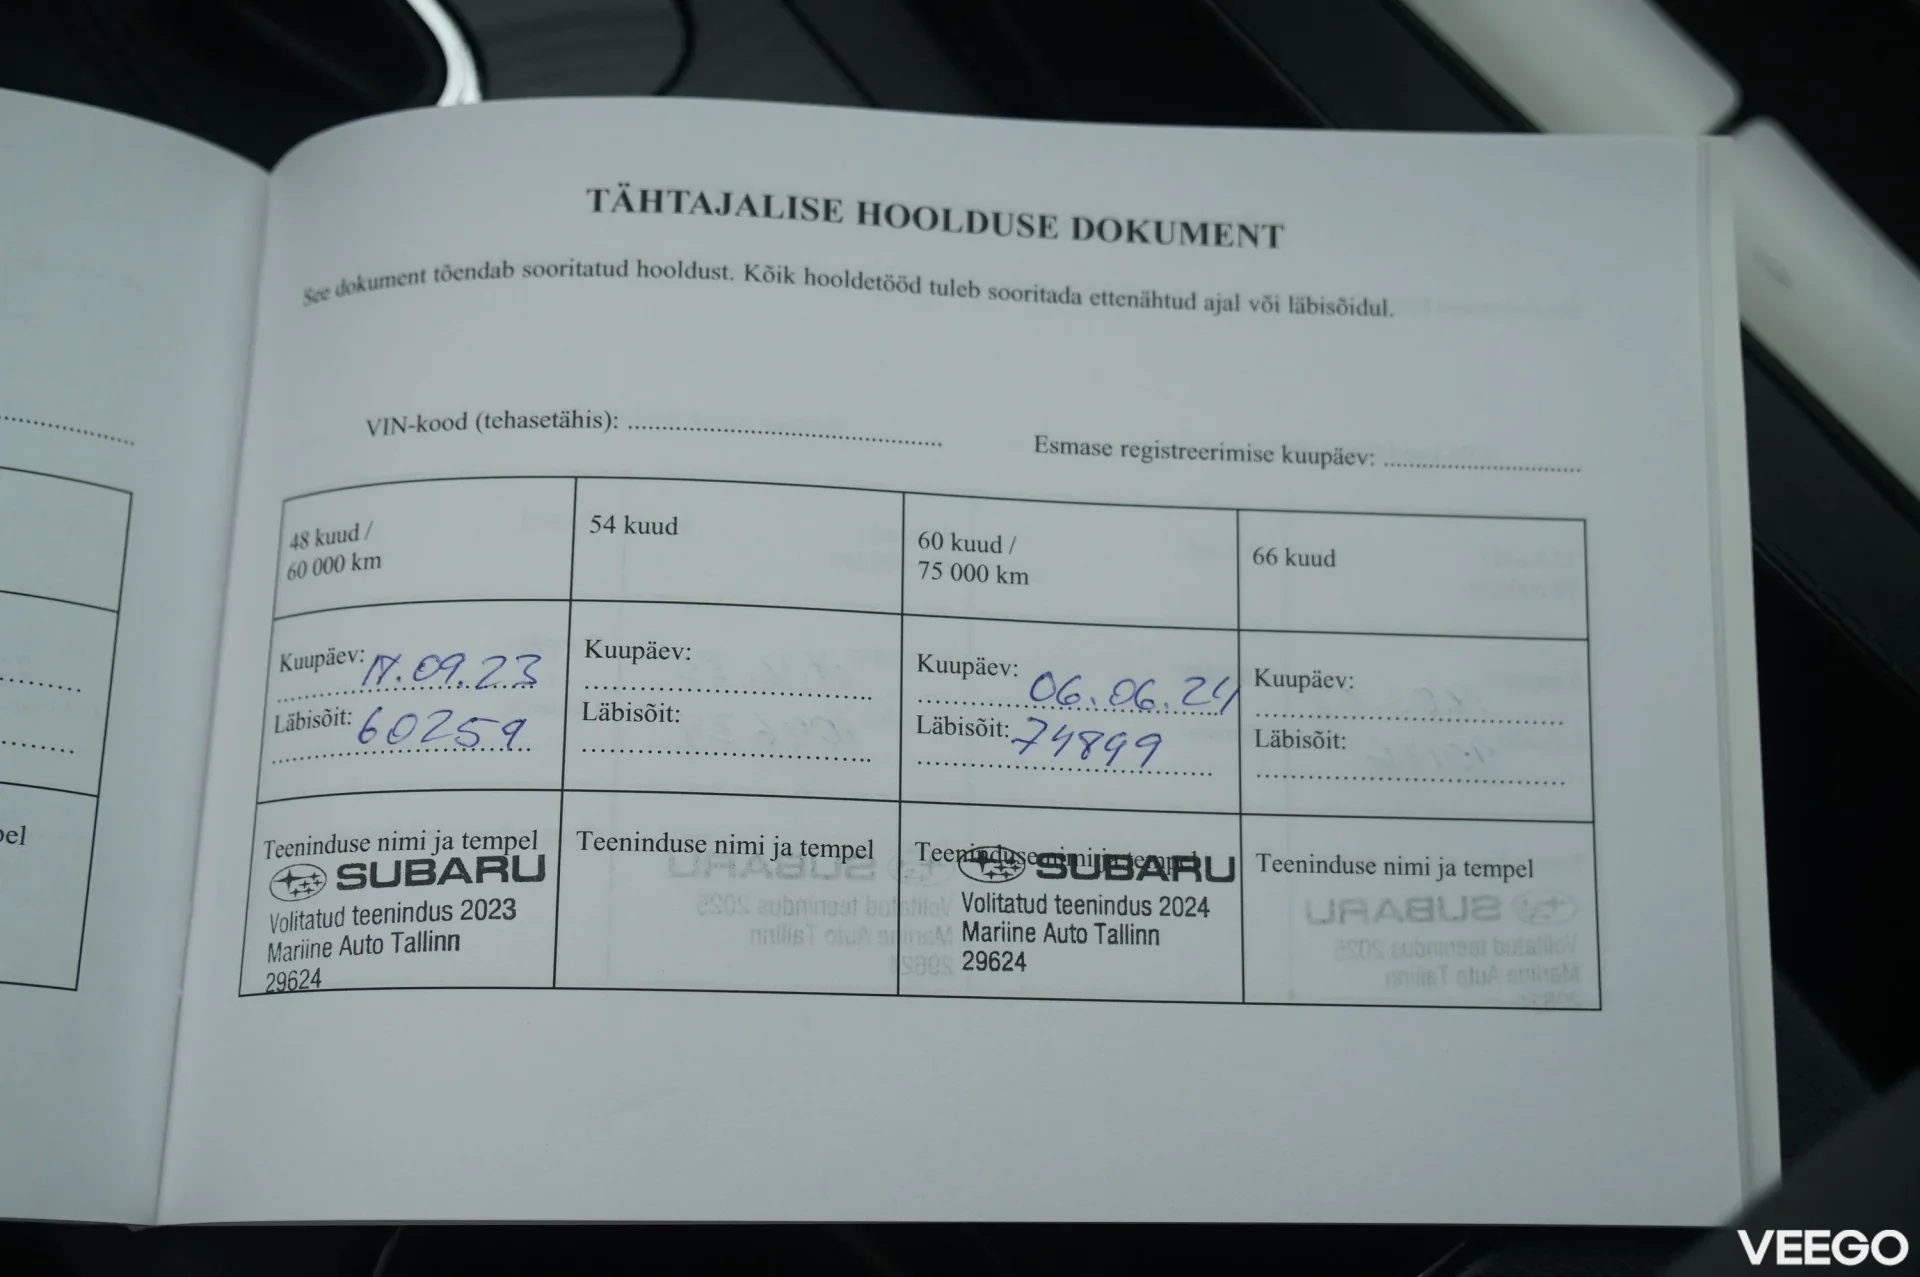 TÄHTAJALISE HOOLDUSE DOKUMENT
See dokument tõendab sooritatud hooldust. Kõik hooldetööd tuleb sooritada ettenähtud ajal või läbisõidul.
VIN-kood (tehasetähis):
Esmase registreerimise kuupäev:
48 kuud /
60 000 km
54 kuud
60 kuud /
75 000 km
66 kuud
Kuupäev: 17.09.23
Läbisõit: 60259
Kuupäev:
Läbisõit:
Kuupäev: 06.06.24
Läbisõit: 74899
Kuupäev:
Läbisõit:
Teeninduse nimi ja tempel
SUBARU
Volitatud teenindus 2023
Mariine Auto Tallinn
29624
Teeninduse nimi ja tempel
Teeninduse nimi ja tempel
SUBARU
Volitatud teenindus 2024
Mariine Auto Tallinn
29624
Teeninduse nimi ja tempel
VEEGO